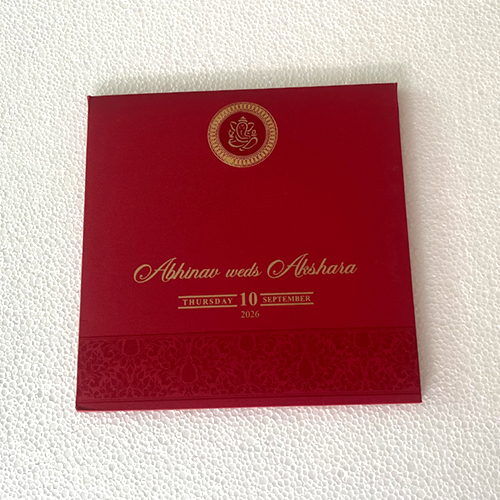 Abhinav weds Akshara
THURSDAY 10 SEPTEMBER
2026